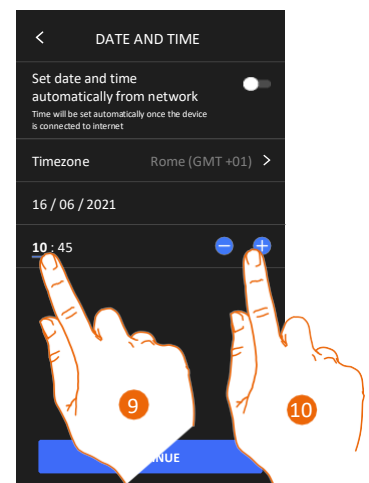 DATE AND TIME
Set date and time
automatically from network
Time will be set automatically once the device
is connected to internet
Timezone Rome (GMT +01)
16 / 06 / 2021
10 : 45
9
10